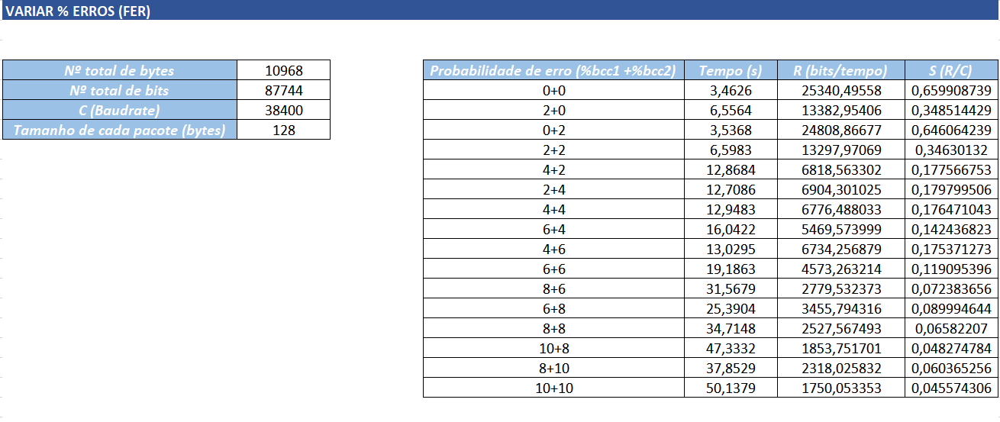 VARIAR % ERROS (FER)
Nº total de bytes 10968
Nº total de bits 87744
C (Baudrate) 38400
Tamanho de cada pacote (bytes) 128
Probabilidade de erro (%bcc1 +%bcc2) Tempo (s) R (bits/tempo) S (R/C)
0+0 3,4626 25340,49558 0,659908739
2+0 6,5564 13382,95406 0,348514429
0+2 3,5368 24808,86677 0,646064239
2+2 6,5983 13297,97069 0,34630132
4+2 12,8684 6818,563302 0,177566753
2+4 12,7086 6904,301025 0,179799506
4+4 12,9483 6776,488033 0,176471043
6+4 16,0422 5469,573999 0,142436823
4+6 13,0295 6734,256879 0,175371273
6+6 19,1863 4573,263214 0,119095396
8+6 31,5679 2779,532373 0,072383656
6+8 25,3904 3455,794316 0,089994644
8+8 34,7148 2527,567493 0,06582207
10+8 47,3332 1853,751701 0,048274784
8+10 37,8529 2318,025832 0,060365256
10+10 50,1379 1750,053353 0,045574306